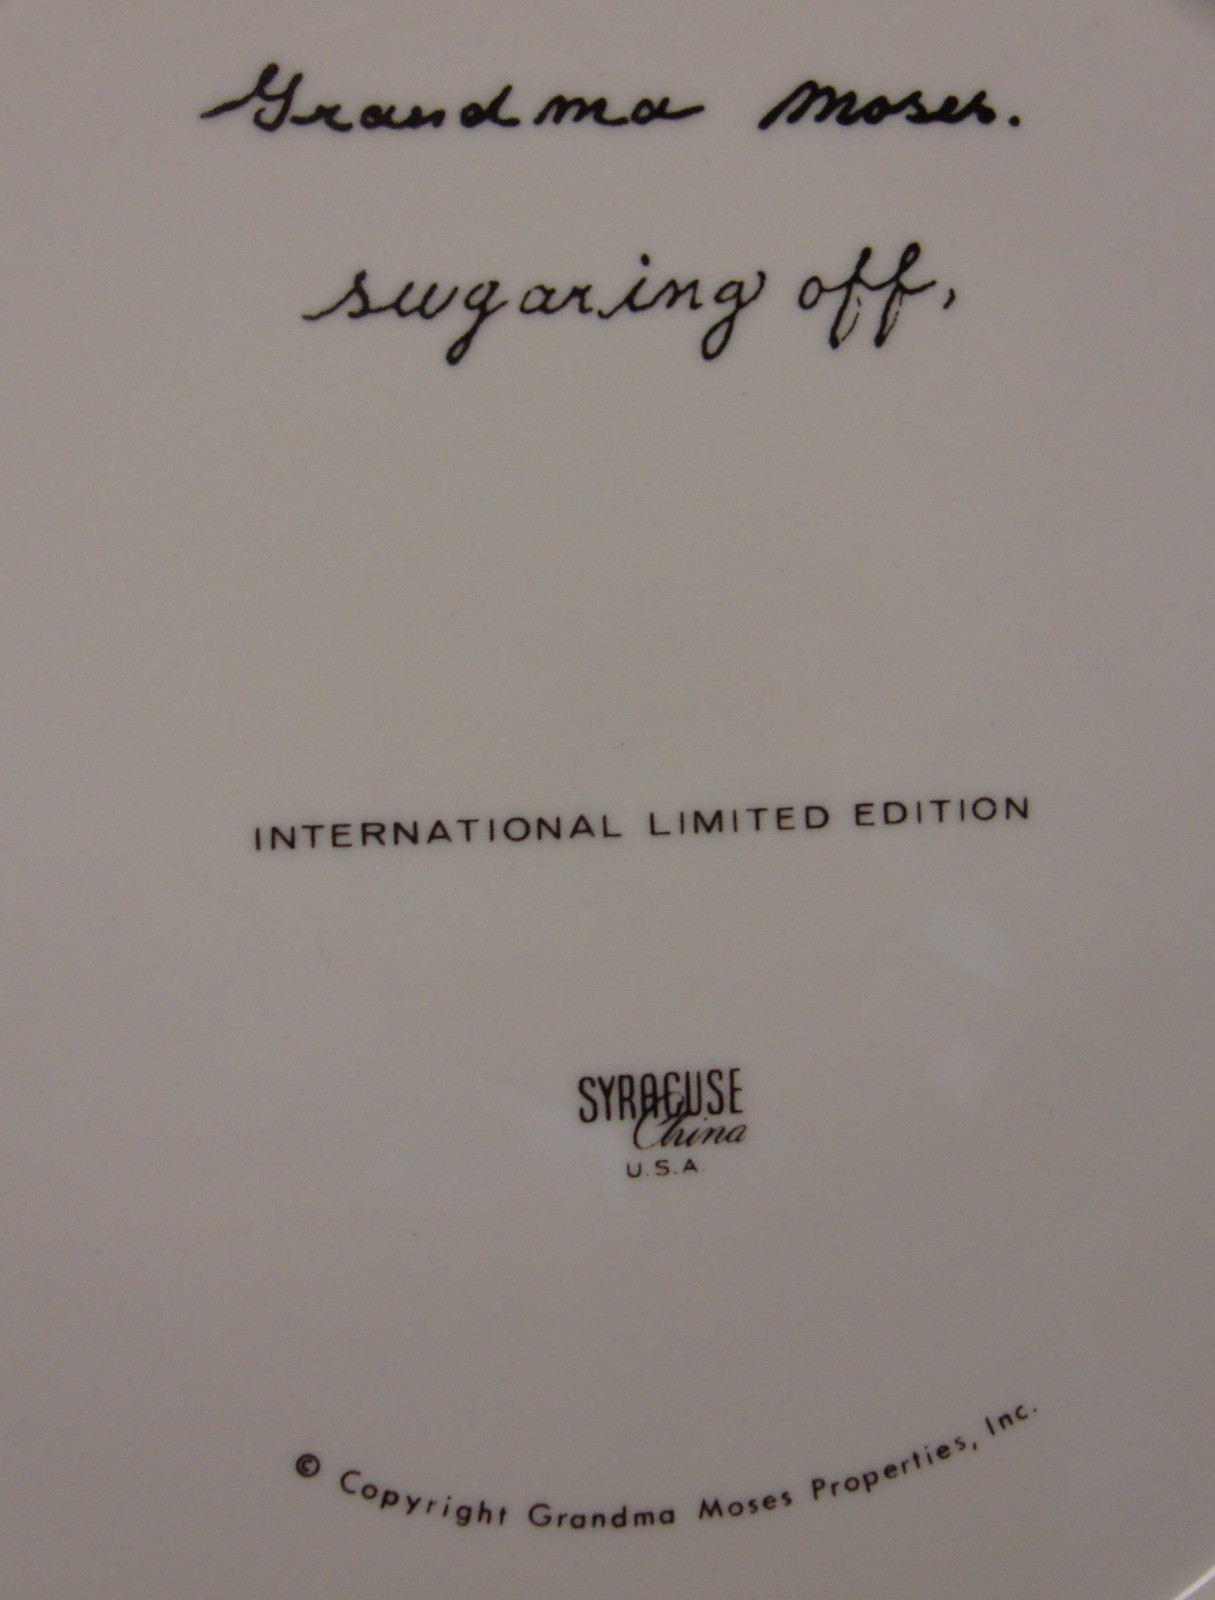 Grandma Moses.
sugaring off,
INTERNATIONAL LIMITED EDITION
SYRACUSE
China
U.S.A.
© Copyright Grandma Moses Properties, Inc.